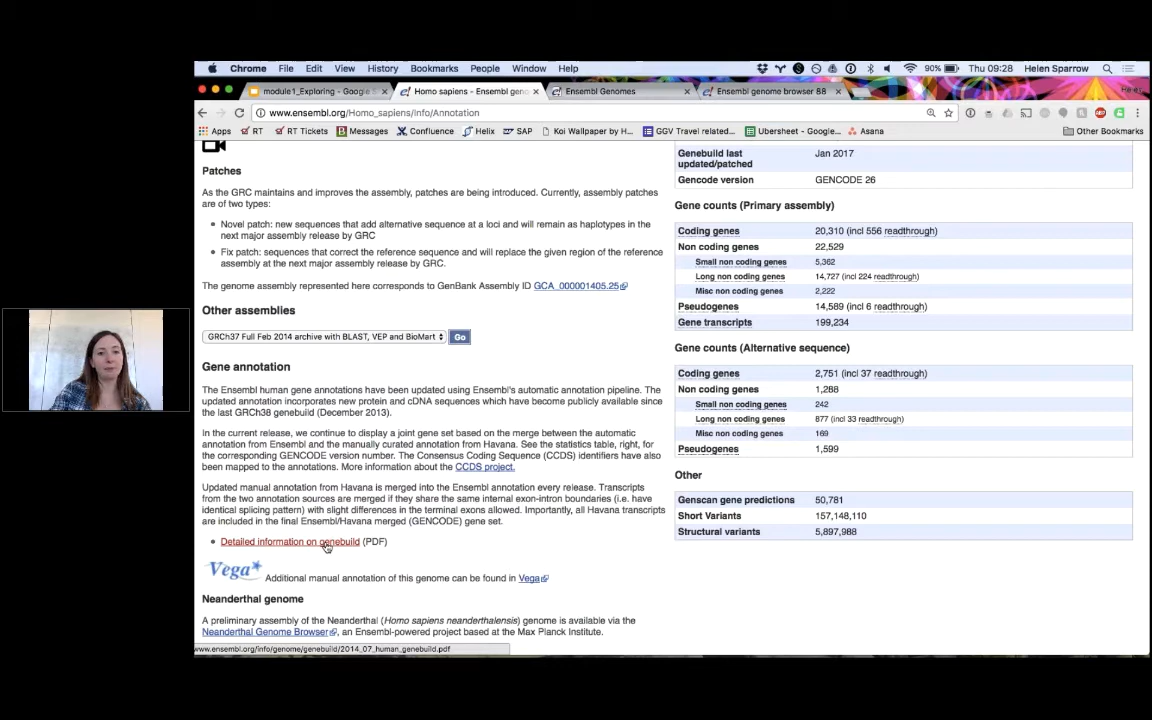 Chrome File Edit View History Bookmarks People Window Help 90% Thu 09:28 Helen Sparrow
module1_Exploring - Google S × Homo sapiens - Ensembl geno × Ensembl Genomes × Ensembl genome browser 88 ×
www.ensembl.org/Homo_sapiens/Info/Annotation
Apps RT RT Tickets Messages Confluence Helix SAP Koi Wallpaper by H... GGV Travel related... Ubersheet - Google... Asana Other Bookmarks
Patches
As the GRC maintains and improves the assembly, patches are being introduced. Currently, assembly patches
are of two types:
Novel patch: new sequences that add alternative sequence at a loci and will remain as haplotypes in the
next major assembly release by GRC
Fix patch: sequences that correct the reference sequence and will replace the given region of the reference
assembly at the next major assembly release by GRC.
The genome assembly represented here corresponds to GenBank Assembly ID GCA_000001405.25
Other assemblies
GRCh37 Full Feb 2014 archive with BLAST, VEP and BioMart Go
Gene annotation
The Ensembl human gene annotations have been updated using Ensembl's automatic annotation pipeline. The
updated annotation incorporates new protein and cDNA sequences which have become publicly available since
the last GRCh38 genebuild (December 2013).
In the current release, we continue to display a joint gene set based on the merge between the automatic
annotation from Ensembl and the manually curated annotation from Havana. See the statistics table, right, for
the corresponding GENCODE version number. The Consensus Coding Sequence (CCDS) identifiers have also
been mapped to the annotations. More information about the CCDS project.
Updated manual annotation from Havana is merged into the Ensembl annotation every release. Transcripts
from the two annotation sources are merged if they share the same internal exon-intron boundaries (i.e. have
identical splicing pattern) with slight differences in the terminal exons allowed. Importantly, all Havana transcripts
are included in the final Ensembl/Havana merged (GENCODE) gene set.
Detailed information on genebuild (PDF)
Vega Additional manual annotation of this genome can be found in Vega
Neanderthal genome
A preliminary assembly of the Neanderthal (Homo sapiens neanderthalensis) genome is available via the
Neanderthal Genome Browser, an Ensembl-powered project based at the Max Planck Institute.
www.ensembl.org/info/genome/genebuild/2014_07_human_genebuild.pdf
Genebuild last
updated/patched Jan 2017
Gencode version GENCODE 26
Gene counts (Primary assembly)
Coding genes 20,310 (incl 556 readthrough)
Non coding genes 22,529
Small non coding genes 5,362
Long non coding genes 14,727 (incl 224 readthrough)
Misc non coding genes 2,222
Pseudogenes 14,589 (incl 6 readthrough)
Gene transcripts 199,234
Gene counts (Alternative sequence)
Coding genes 2,751 (incl 37 readthrough)
Non coding genes 1,288
Small non coding genes 242
Long non coding genes 877 (incl 33 readthrough)
Misc non coding genes 169
Pseudogenes 1,599
Other
Genscan gene predictions 50,781
Short Variants 157,148,110
Structural variants 5,897,988